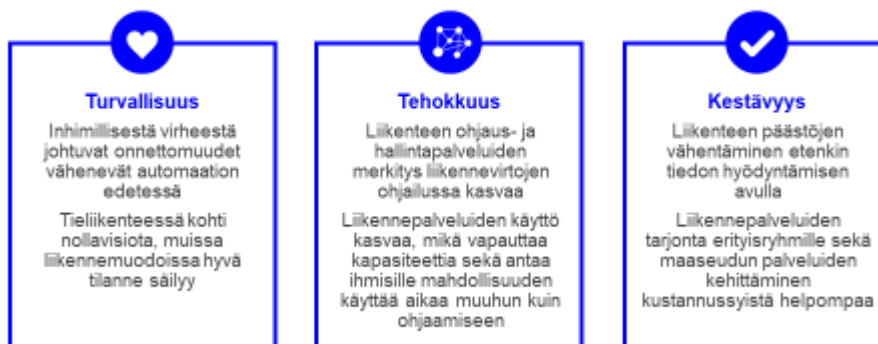 Turvallisuus
Inhimillisestä virheestä
johtuvat onnettomuudet
vähenevät automaation
edetessä
Tieliikenteessä kohti
nollavisiota, muissa
liikennemuodoissa hyvä
tilanne säilyy
Tehokkuus
Liikenteen ohjaus- ja
hallintapalveluiden
merkitys liikennevirtojen
ohjailussa kasvaa
Liikennepalveluiden käyttö
kasvaa, mikä vapauttaa
kapasiteettia sekä antaa
ihmisille mahdollisuuden
käyttää aikaa muuhun kuin
ohjaamiseen
Kestävyys
Liikenteen päästöjen
vähentäminen etenkin
tiedon hyödyntämisen
avulla
Liikennepalveluiden
tarjonta erityisryhmille sekä
maaseudun palveluiden
kehittäminen
kustannussyistä helpompaa